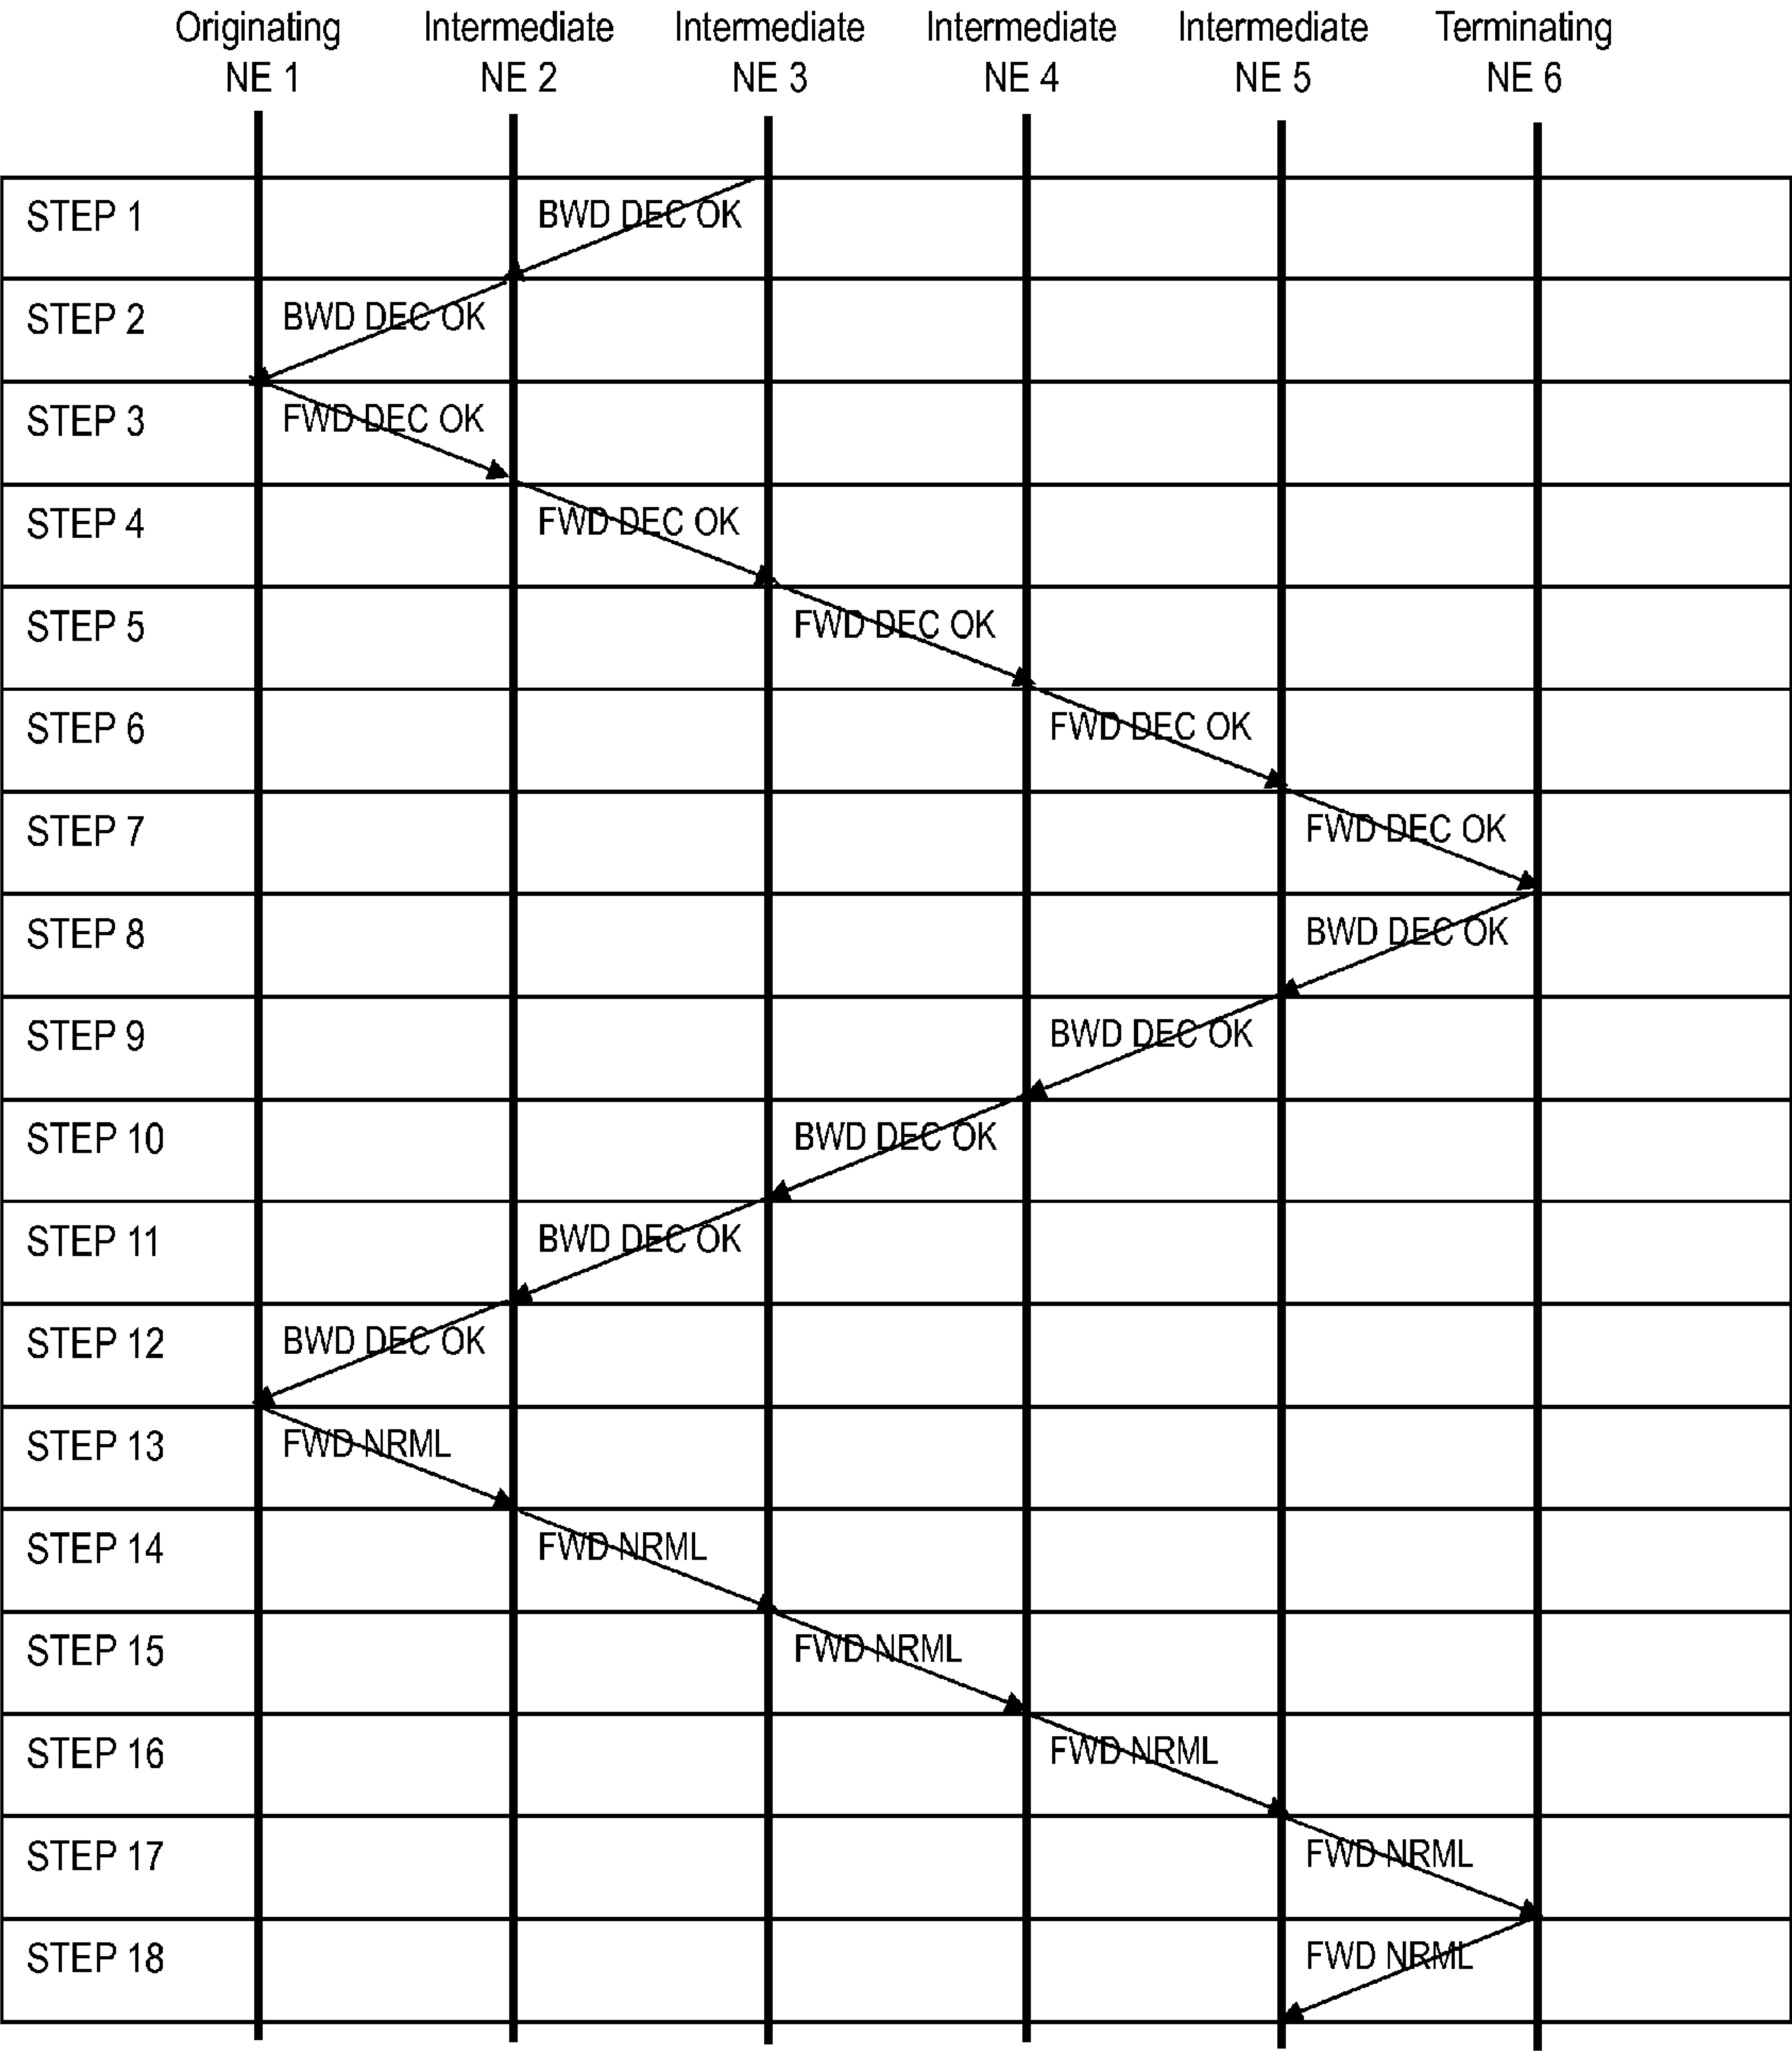 Originating Intermediate Intermediate Intermediate Intermediate Terminating
NE 1 NE 2 NE 3 NE 4 NE 5 NE 6
STEP 1 BWD DEC OK
STEP 2 BWD DEC OK
STEP 3 FWD DEC OK
STEP 4 FWD DEC OK
STEP 5 FWD DEC OK
STEP 6 FWD DEC OK
STEP 7 FWD DEC OK
STEP 8 BWD DEC OK
STEP 9 BWD DEC OK
STEP 10 BWD DEC OK
STEP 11 BWD DEC OK
STEP 12 BWD DEC OK
STEP 13 FWD NRML
STEP 14 FWD NRML
STEP 15 FWD NRML
STEP 16 FWD NRML
STEP 17 FWD NRML
STEP 18 FWD NRML